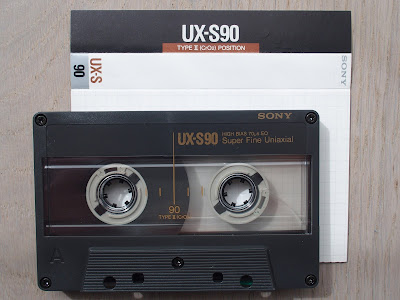 UX-S90
TYPE II (CrO₂) POSITION
UX-S 90
SONY
SONY
UX-S90
HIGH BIAS 70μs EQ
Super Fine Uniaxial
90
TYPE II (CrO₂)
A